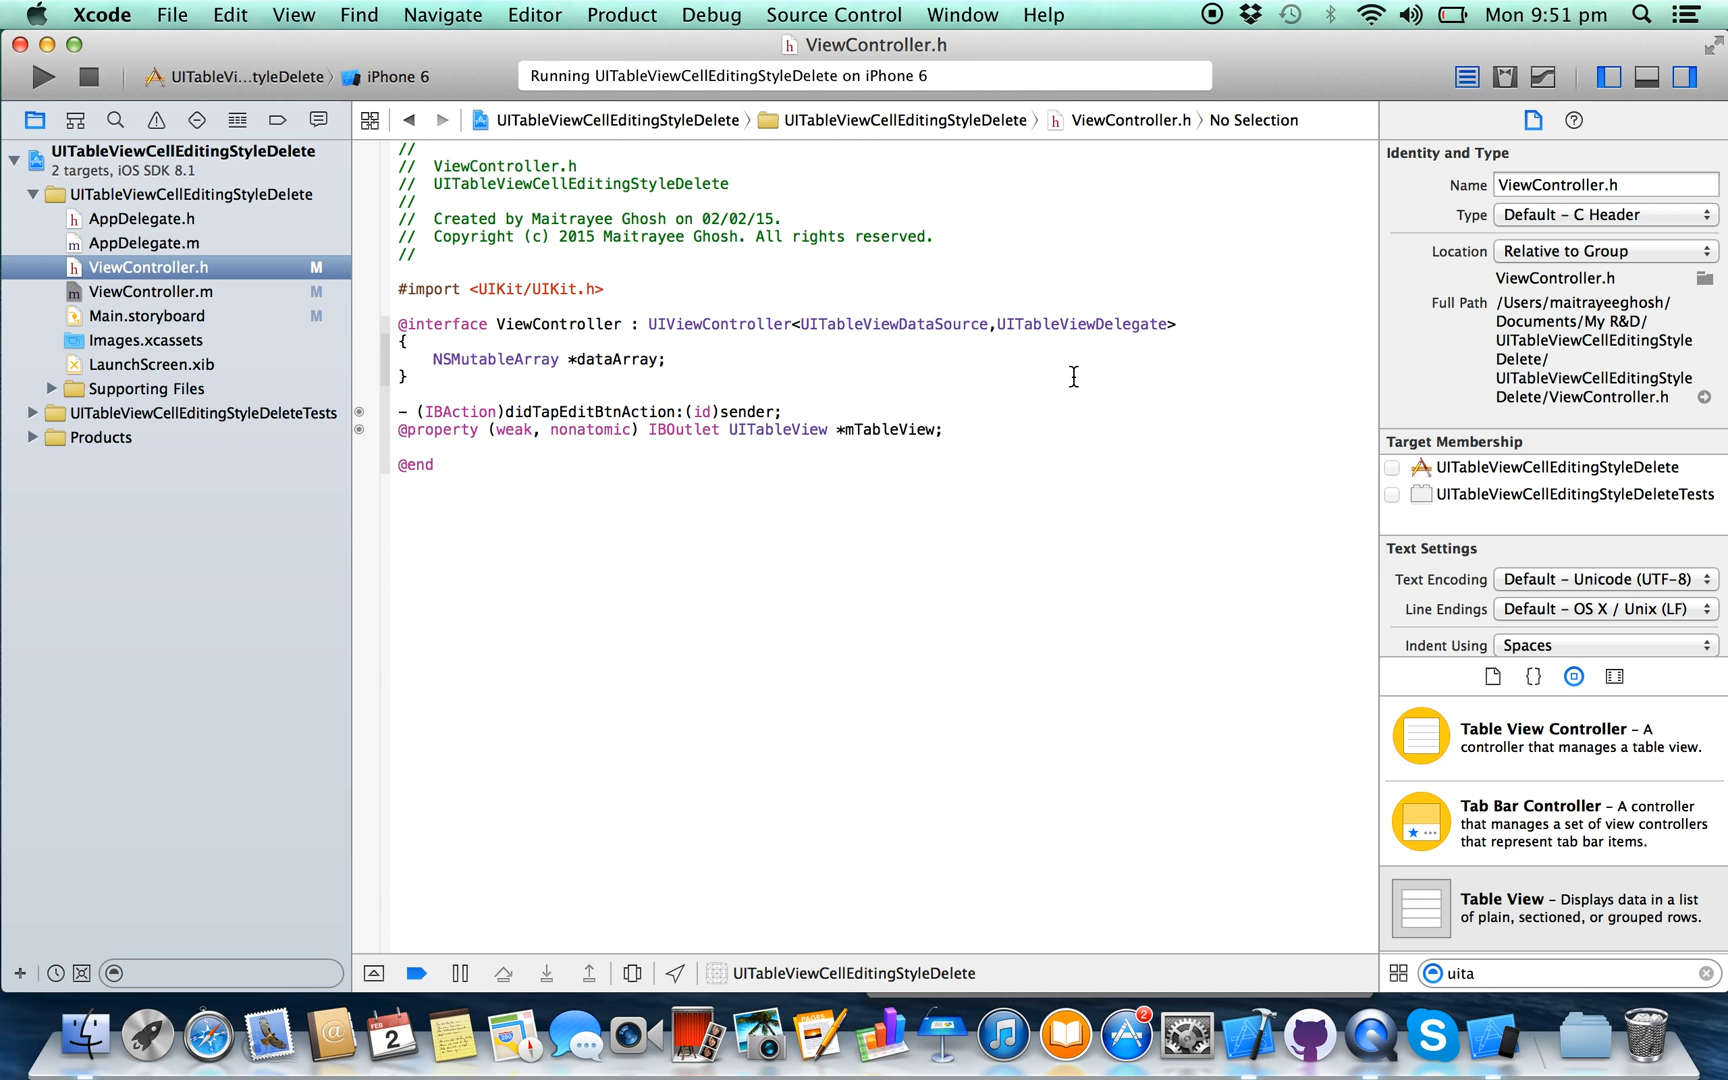 Xcode File Edit View Find Navigate Editor Product Debug Source Control Window Help Mon 9:51 pm
ViewController.h
UITableVi...tyleDelete iPhone 6
Running UITableViewCellEditingStyleDelete on iPhone 6
UITableViewCellEditingStyleDelete UITableViewCellEditingStyleDelete ViewController.h No Selection
UITableViewCellEditingStyleDelete
2 targets, iOS SDK 8.1
UITableViewCellEditingStyleDelete
AppDelegate.h
AppDelegate.m
ViewController.h M
ViewController.m M
Main.storyboard M
Images.xcassets
LaunchScreen.xib
Supporting Files
UITableViewCellEditingStyleDeleteTests
Products
//
// ViewController.h
// UITableViewCellEditingStyleDelete
//
// Created by Maitrayee Ghosh on 02/02/15.
// Copyright (c) 2015 Maitrayee Ghosh. All rights reserved.
//
#import <UIKit/UIKit.h>
@interface ViewController : UIViewController<UITableViewDataSource,UITableViewDelegate>
{
NSMutableArray *dataArray;
}
- (IBAction)didTapEditBtnAction:(id)sender;
@property (weak, nonatomic) IBOutlet UITableView *mTableView;
@end
Identity and Type
Name ViewController.h
Type Default - C Header
Location Relative to Group
ViewController.h
Full Path /Users/maitrayeeghosh/
Documents/My R&D/
UITableViewCellEditingStyle
Delete/
UITableViewCellEditingStyle
Delete/ViewController.h
Target Membership
UITableViewCellEditingStyleDelete
UITableViewCellEditingStyleDeleteTests
Text Settings
Text Encoding Default - Unicode (UTF-8)
Line Endings Default - OS X / Unix (LF)
Indent Using Spaces
{}
Table View Controller - A
controller that manages a table view.
Tab Bar Controller - A controller
that manages a set of view controllers
that represent tab bar items.
Table View - Displays data in a list
of plain, sectioned, or grouped rows.
UITableViewCellEditingStyleDelete
uita
FEB
2
PAGES
2